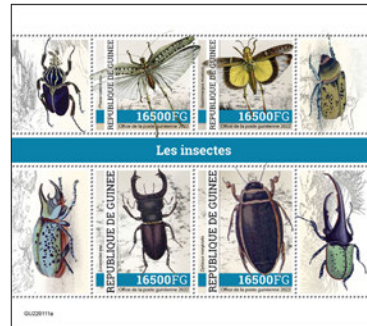 REPUBLIQUE DE GUINEE
16500FG
Office de la poste guinéenne 2022
REPUBLIQUE DE GUINEE
16500FG
Office de la poste guinéenne 2022
Les insectes
REPUBLIQUE DE GUINEE
16500FG
Office de la poste guinéenne 2022
REPUBLIQUE DE GUINEE
16500FG
Office de la poste guinéenne 2022
GU220111a